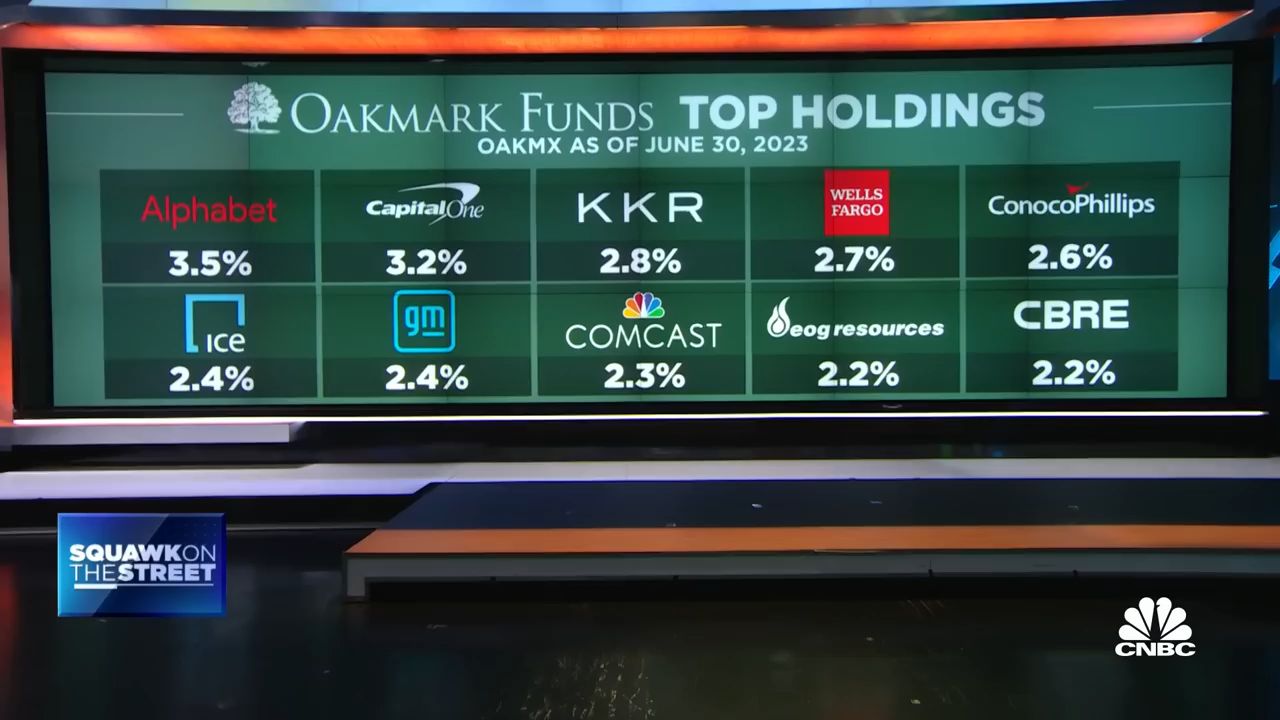 OAKMARK FUNDS TOP HOLDINGS
OAKMX AS OF JUNE 30, 2023
Alphabet
Capital One
KKR
WELLS
FARGO
ConocoPhillips
3.5%
3.2%
2.8%
2.7%
2.6%
ICE
gm
COMCAST
eog resources
CBRE
2.4%
2.4%
2.3%
2.2%
2.2%
SQUAWK ON
THE STREET
CNBC